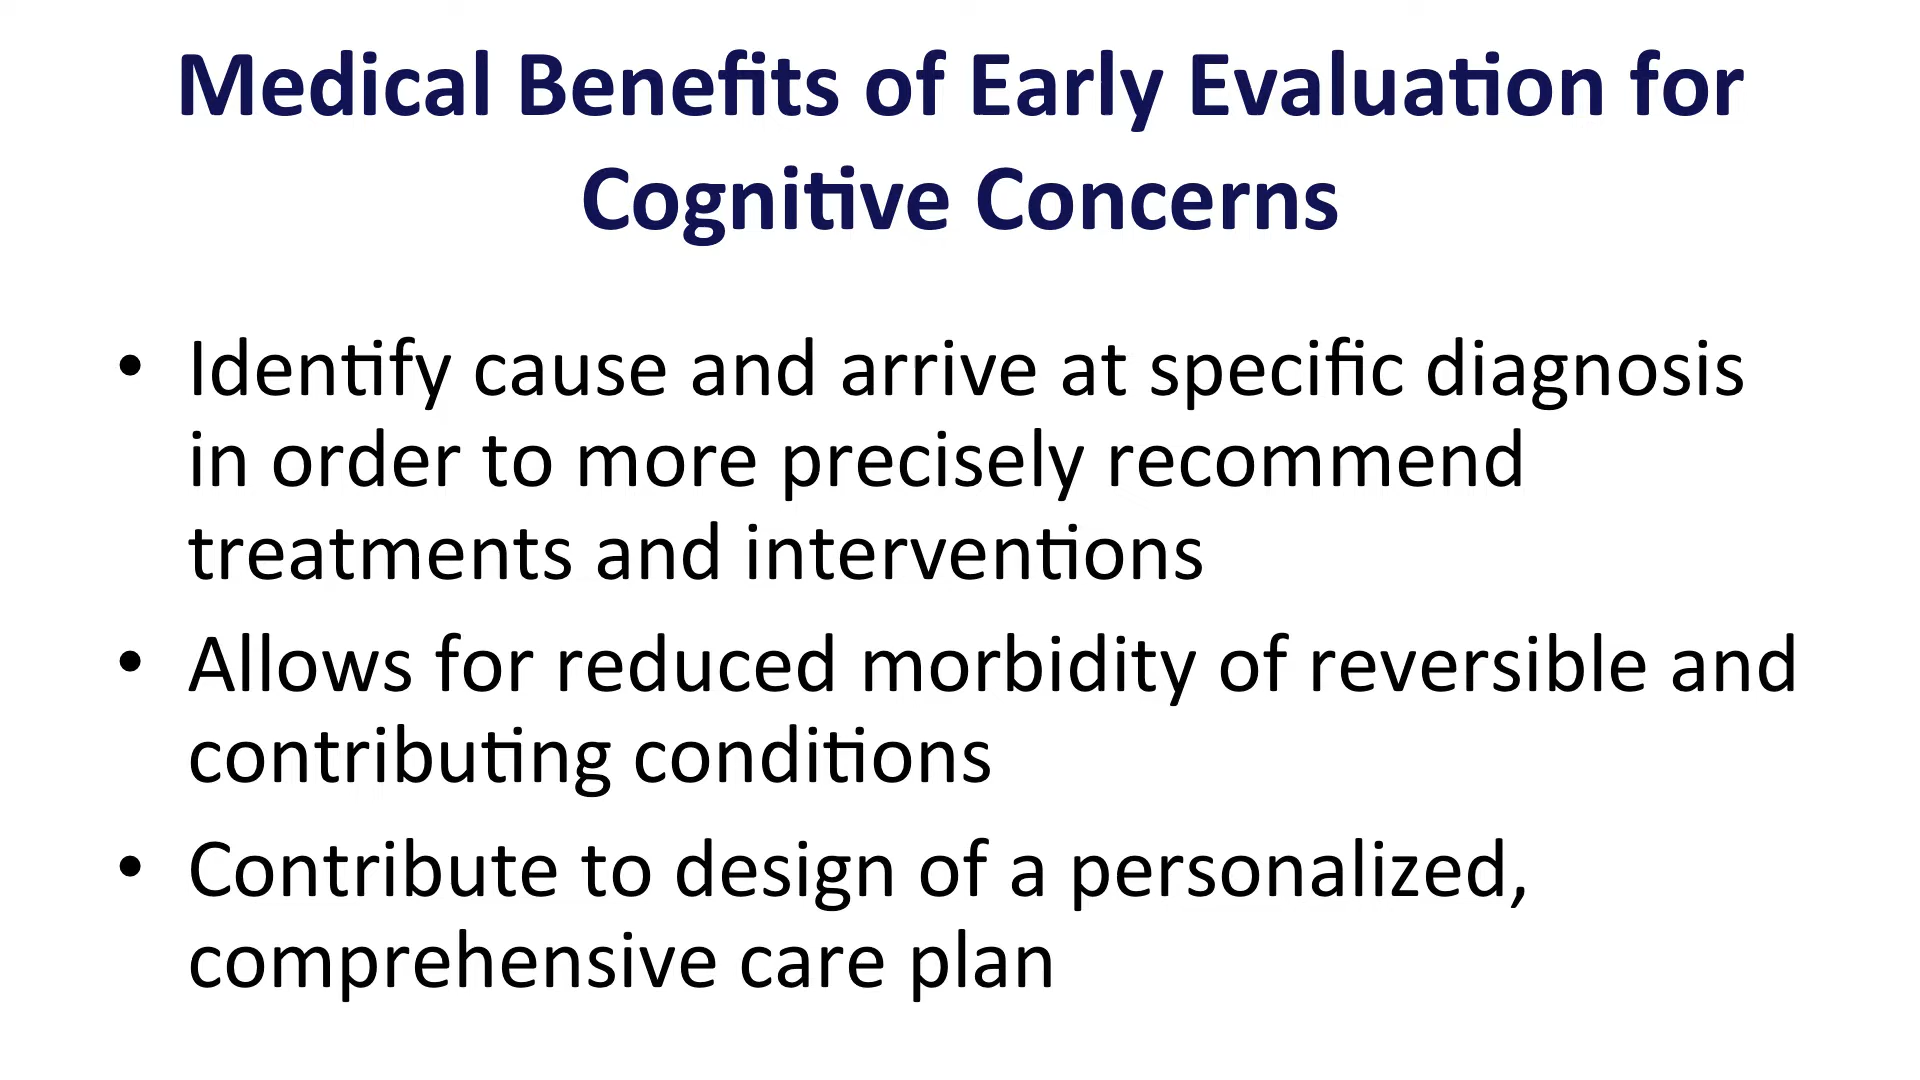 Medical Benefits of Early Evaluation for
Cognitive Concerns
• Identify cause and arrive at specific diagnosis
in order to more precisely recommend
treatments and interventions
• Allows for reduced morbidity of reversible and
contributing conditions
• Contribute to design of a personalized,
comprehensive care plan